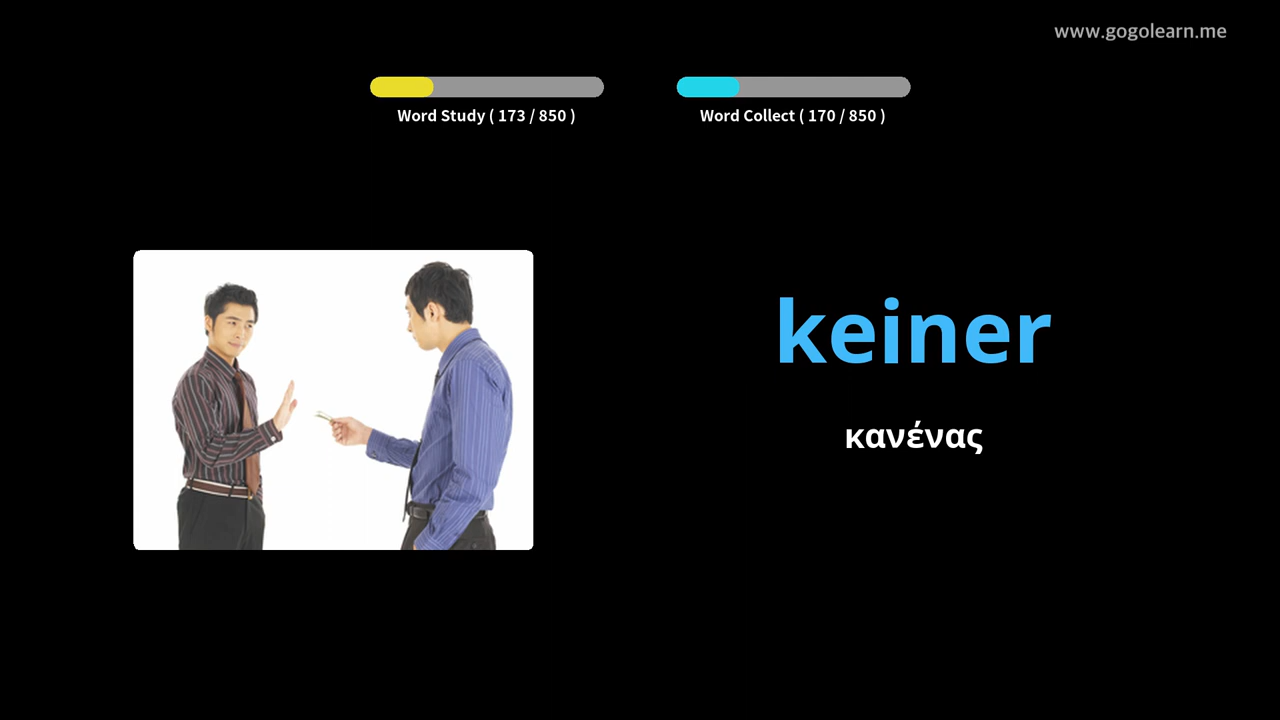 www.gogolearn.me
Word Study ( 173 / 850 )
Word Collect ( 170 / 850 )
keiner
κανένας